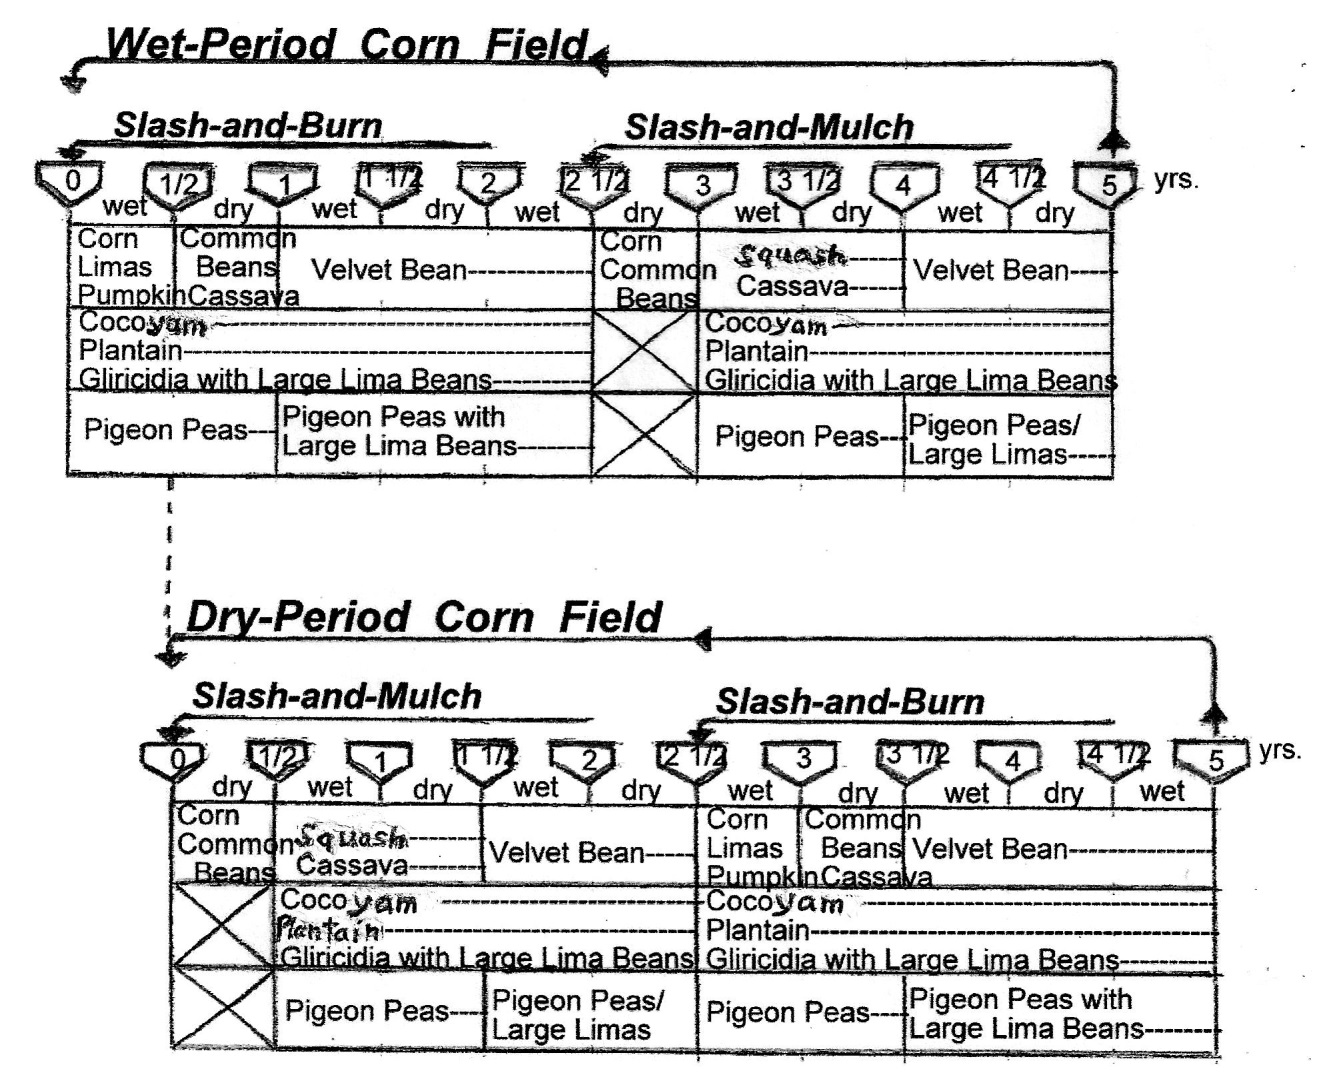 Wet-Period Corn Field
Slash-and-Burn
Slash-and-Mulch
0 1/2 1 1 1/2 2 2 1/2 3 3 1/2 4 4 1/2 5 yrs.
wet dry wet dry wet dry wet dry wet dry
Corn
Limas
Pumpkin
Common
Beans
Cassava
Velvet Bean
Corn
Common
Beans
Squash
Cassava
Velvet Bean
Cocoyam
Plantain
Gliricidia with Large Lima Beans
Cocoyam
Plantain
Gliricidia with Large Lima Beans
Pigeon Peas
Pigeon Peas with
Large Lima Beans
Pigeon Peas
Pigeon Peas/
Large Limas
Dry-Period Corn Field
Slash-and-Mulch
Slash-and-Burn
0 1/2 1 1 1/2 2 2 1/2 3 3 1/2 4 4 1/2 5 yrs.
dry wet dry wet dry wet dry wet dry wet
Corn
Common
Beans
Squash
Cassava
Velvet Bean
Corn
Limas
Pumpkin
Common
Beans
Cassava
Velvet Bean
Cocoyam
Plantain
Gliricidia with Large Lima Beans
Cocoyam
Plantain
Gliricidia with Large Lima Beans
Pigeon Peas
Pigeon Peas/
Large Limas
Pigeon Peas
Pigeon Peas with
Large Lima Beans